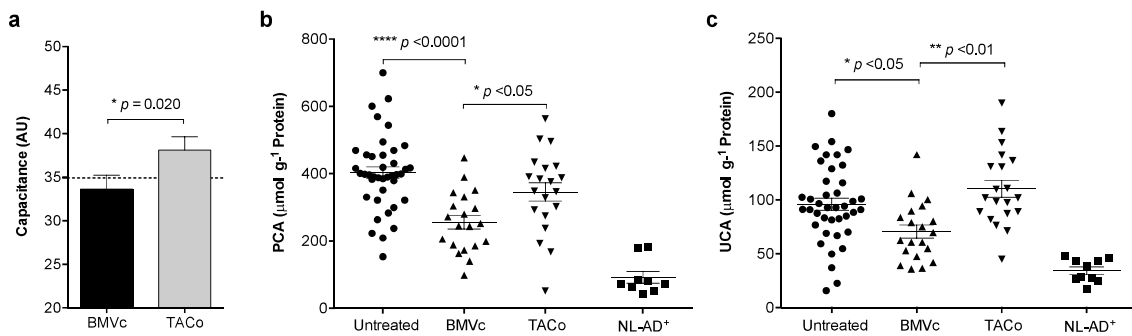 a
Capacitance (AU)
50
45
40
35
30
25
20
* p = 0.020
BMVc
TACo
b
PCA (µmol g-1 Protein)
800
600
400
200
0
**** p <0.0001
* p <0.05
Untreated
BMVc
TACo
NL-AD+
c
UCA (µmol g-1 Protein)
250
200
150
100
50
0
* p <0.05
** p <0.01
Untreated
BMVc
TACo
NL-AD+